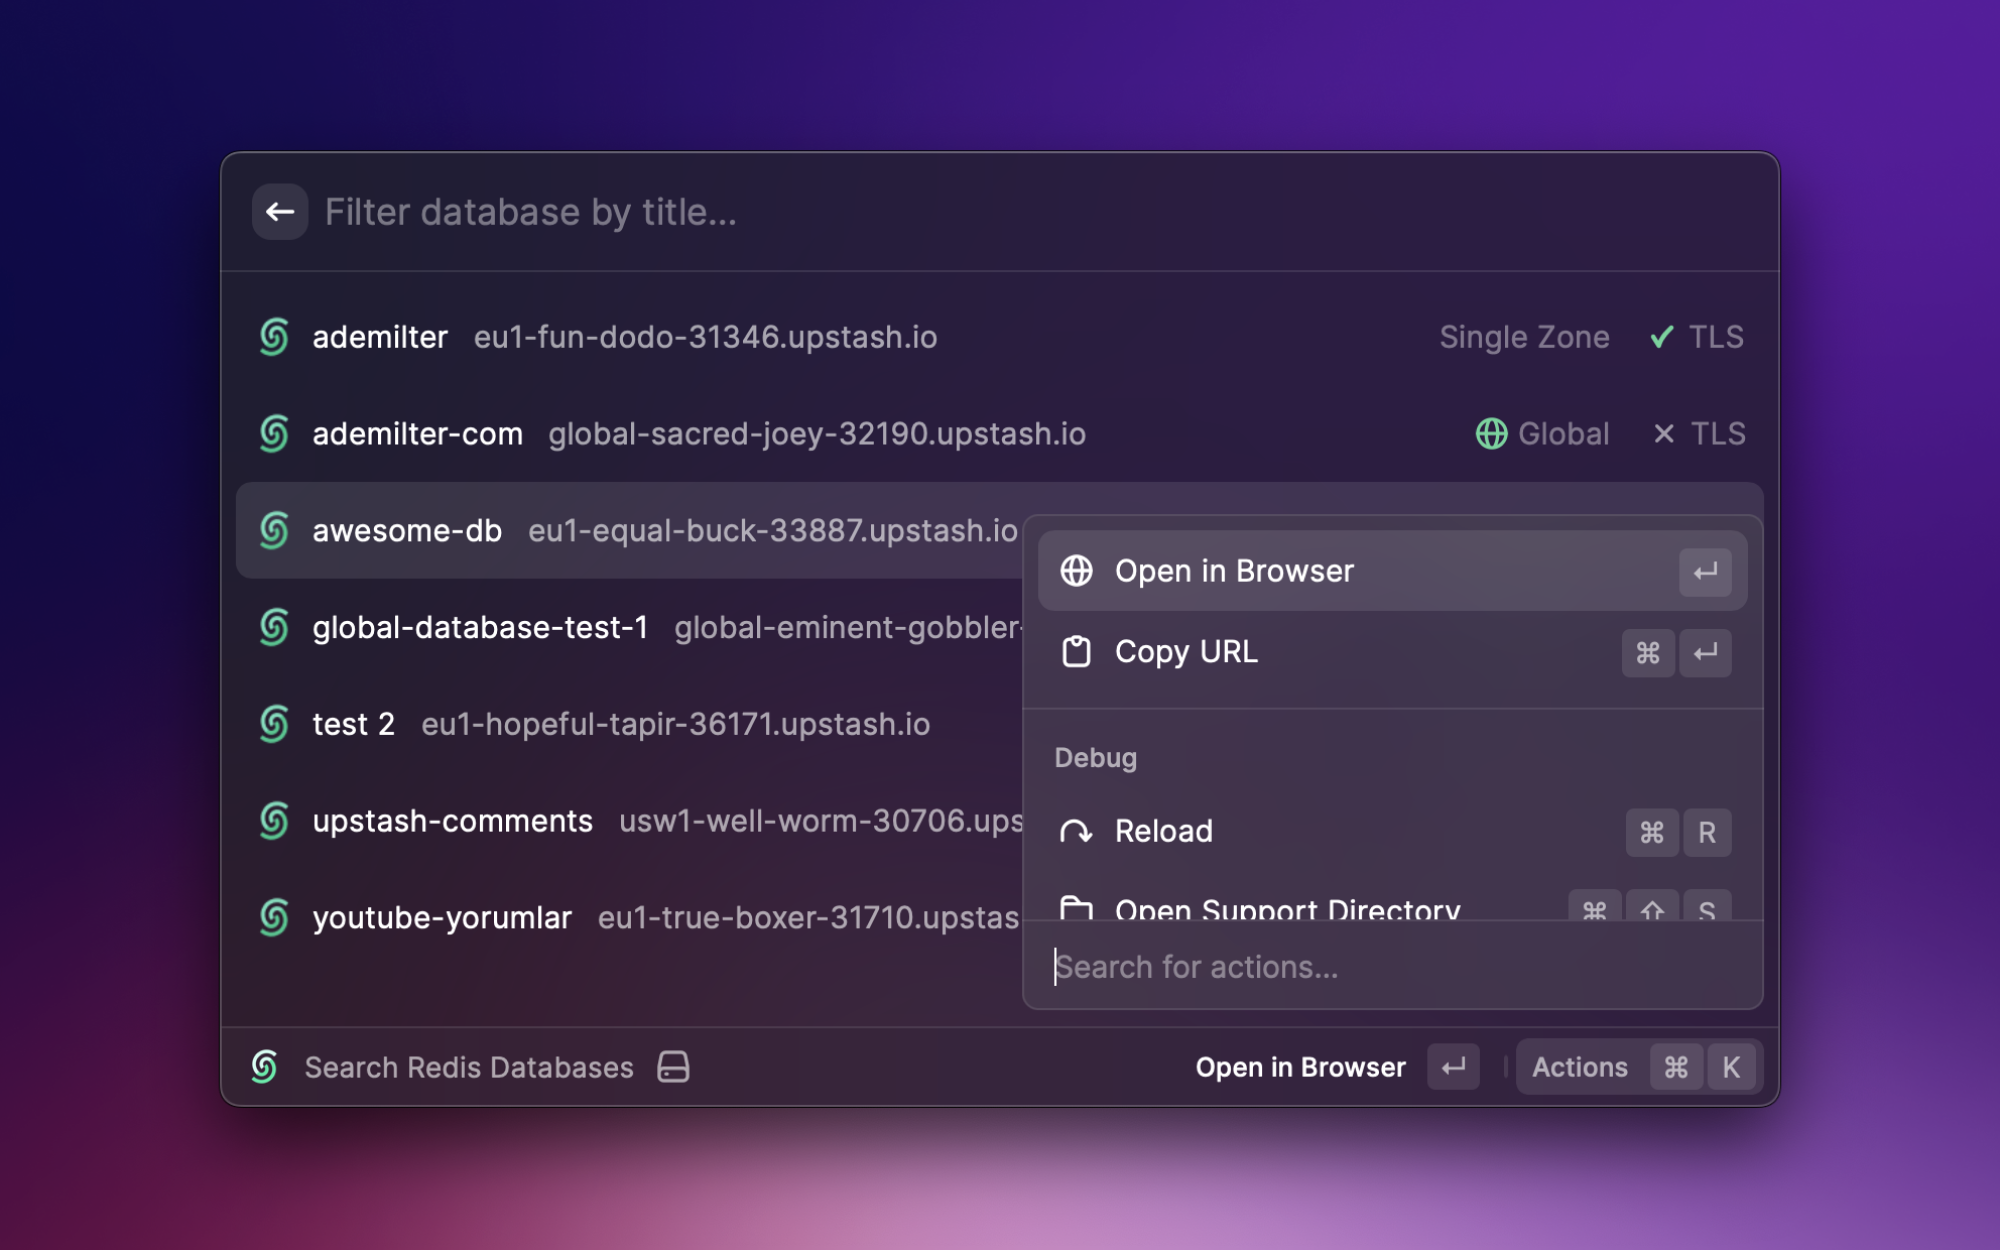 Filter database by title...
ademilter eu1-fun-dodo-31346.upstash.io Single Zone ✓ TLS
ademilter-com global-sacred-joey-32190.upstash.io Global ✕ TLS
awesome-db eu1-equal-buck-33887.upstash.io
global-database-test-1 global-eminent-gobbler-
test 2 eu1-hopeful-tapir-36171.upstash.io
upstash-comments usw1-well-worm-30706.ups
youtube-yorumlar eu1-true-boxer-31710.upstas
Open in Browser ↵
Copy URL ⌘ ↵
Debug
Reload ⌘ R
Open Support Directory ⌘ ⇧ S
Search for actions...
Search Redis Databases Open in Browser ↵ Actions ⌘ K